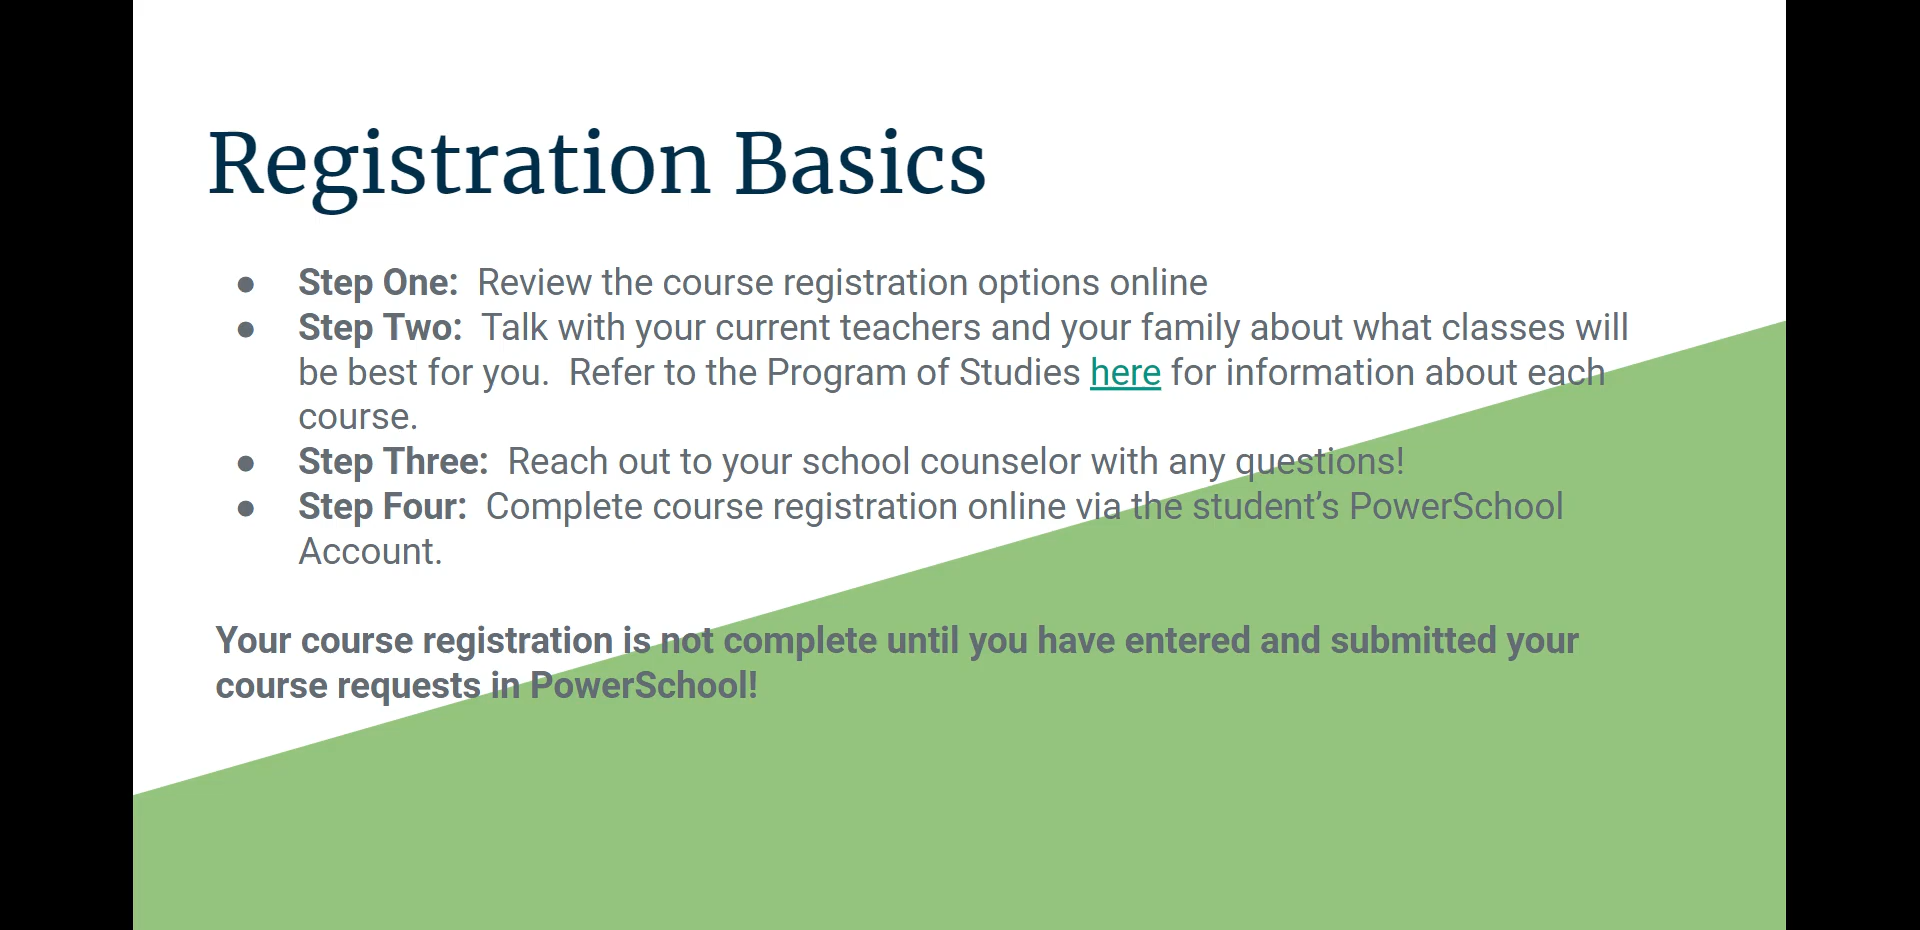 Registration Basics
● Step One:  Review the course registration options online
● Step Two:  Talk with your current teachers and your family about what classes will
be best for you.  Refer to the Program of Studies here for information about each
course.
● Step Three:  Reach out to your school counselor with any questions!
● Step Four:  Complete course registration online via the student’s PowerSchool
Account.
Your course registration is not complete until you have entered and submitted your
course requests in PowerSchool!